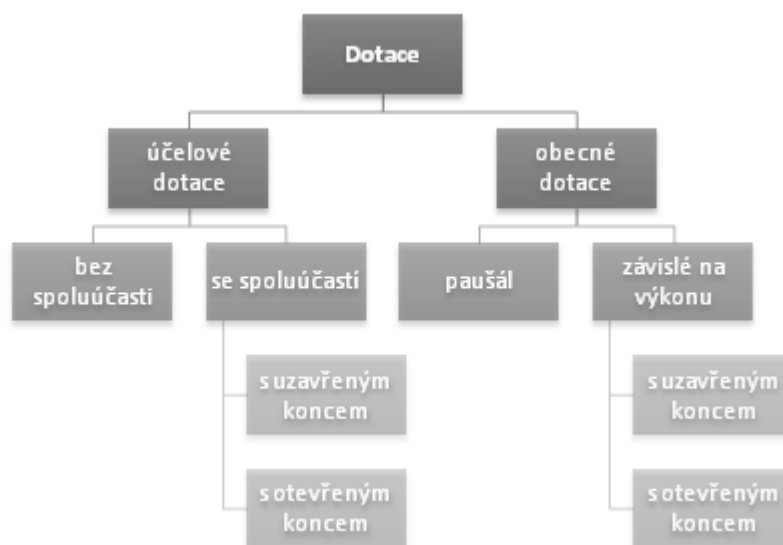 Dotace
účelové
dotace
obecné
dotace
bez
spoluúčasti
se spoluúčastí
paušál
závislé na
výkonu
s uzavřeným
koncem
s uzavřeným
koncem
s otevřeným
koncem
s otevřeným
koncem